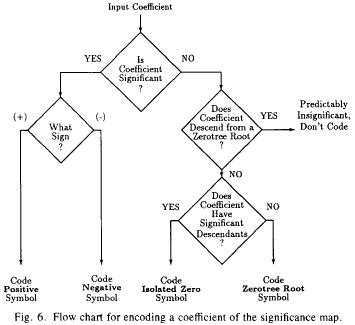 Input Coefficient
YES
NO
Is
Coefficient
Significant
?
(+)
(-)
What
Sign
?
Does
Coefficient
Descend from a
Zerotree Root
?
YES
Predictably
Insignificant,
Don't Code
NO
YES
NO
Does
Coefficient
Have
Significant
Descendants
?
Code
Positive
Symbol
Code
Negative
Symbol
Code
Isolated Zero
Symbol
Code
Zerotree Root
Symbol
Fig. 6. Flow chart for encoding a coefficient of the significance map.